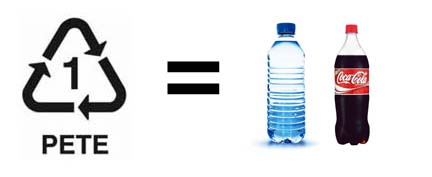 1
PETE
=
Coca-Cola